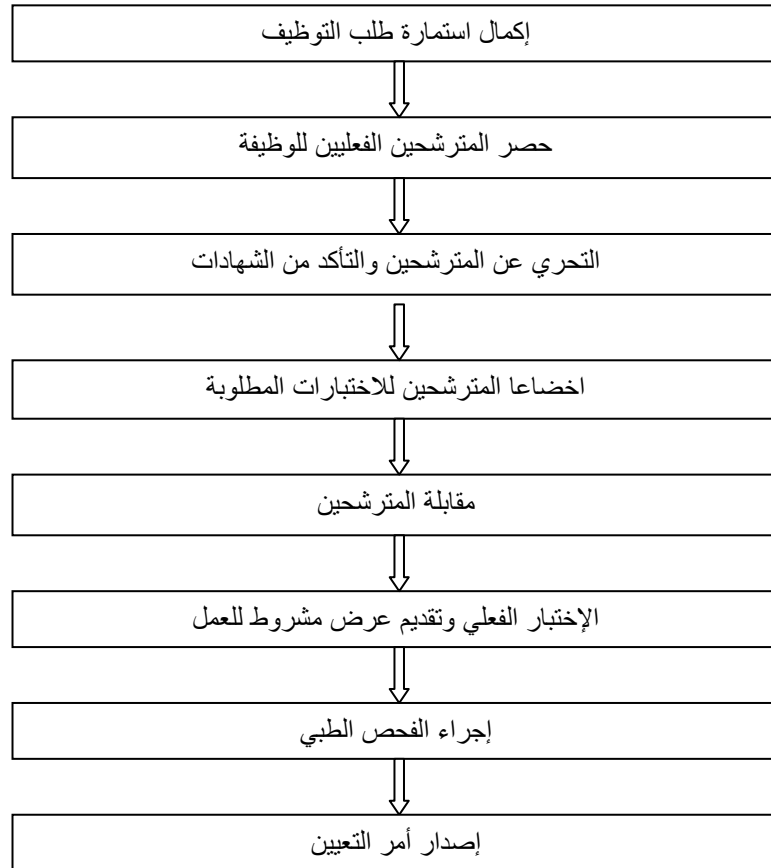 إكمال استمارة طلب التوظيف
حصر المترشحين الفعليين للوظيفة
التحري عن المترشحين والتأكد من الشهادات
اخضاعا المترشحين للاختبارات المطلوبة
مقابلة المترشحين
الإختبار الفعلي وتقديم عرض مشروط للعمل
إجراء الفحص الطبي
إصدار أمر التعيين